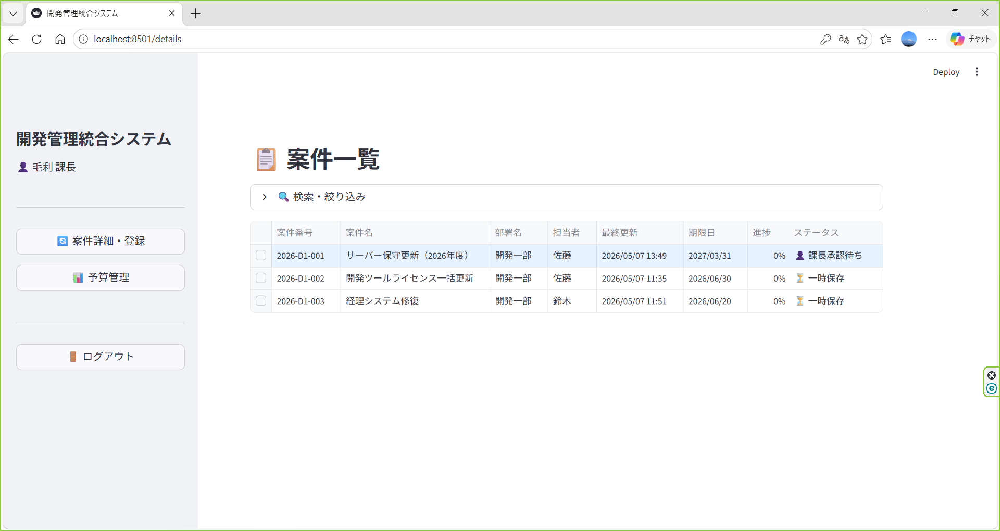 開発管理統合システム
localhost:8501/details
aあ
チャット
Deploy
開発管理統合システム
毛利 課長
案件詳細・登録
予算管理
ログアウト
案件一覧
検索・絞り込み
案件番号 案件名 部署名 担当者 最終更新 期限日 進捗 ステータス
2026-D1-001 サーバー保守更新（2026年度） 開発一部 佐藤 2026/05/07 13:49 2027/03/31 0% 課長承認待ち
2026-D1-002 開発ツールライセンス一括更新 開発一部 佐藤 2026/05/07 11:35 2026/06/30 0% 一時保存
2026-D1-003 経理システム修復 開発一部 鈴木 2026/05/07 11:51 2026/06/20 0% 一時保存
e